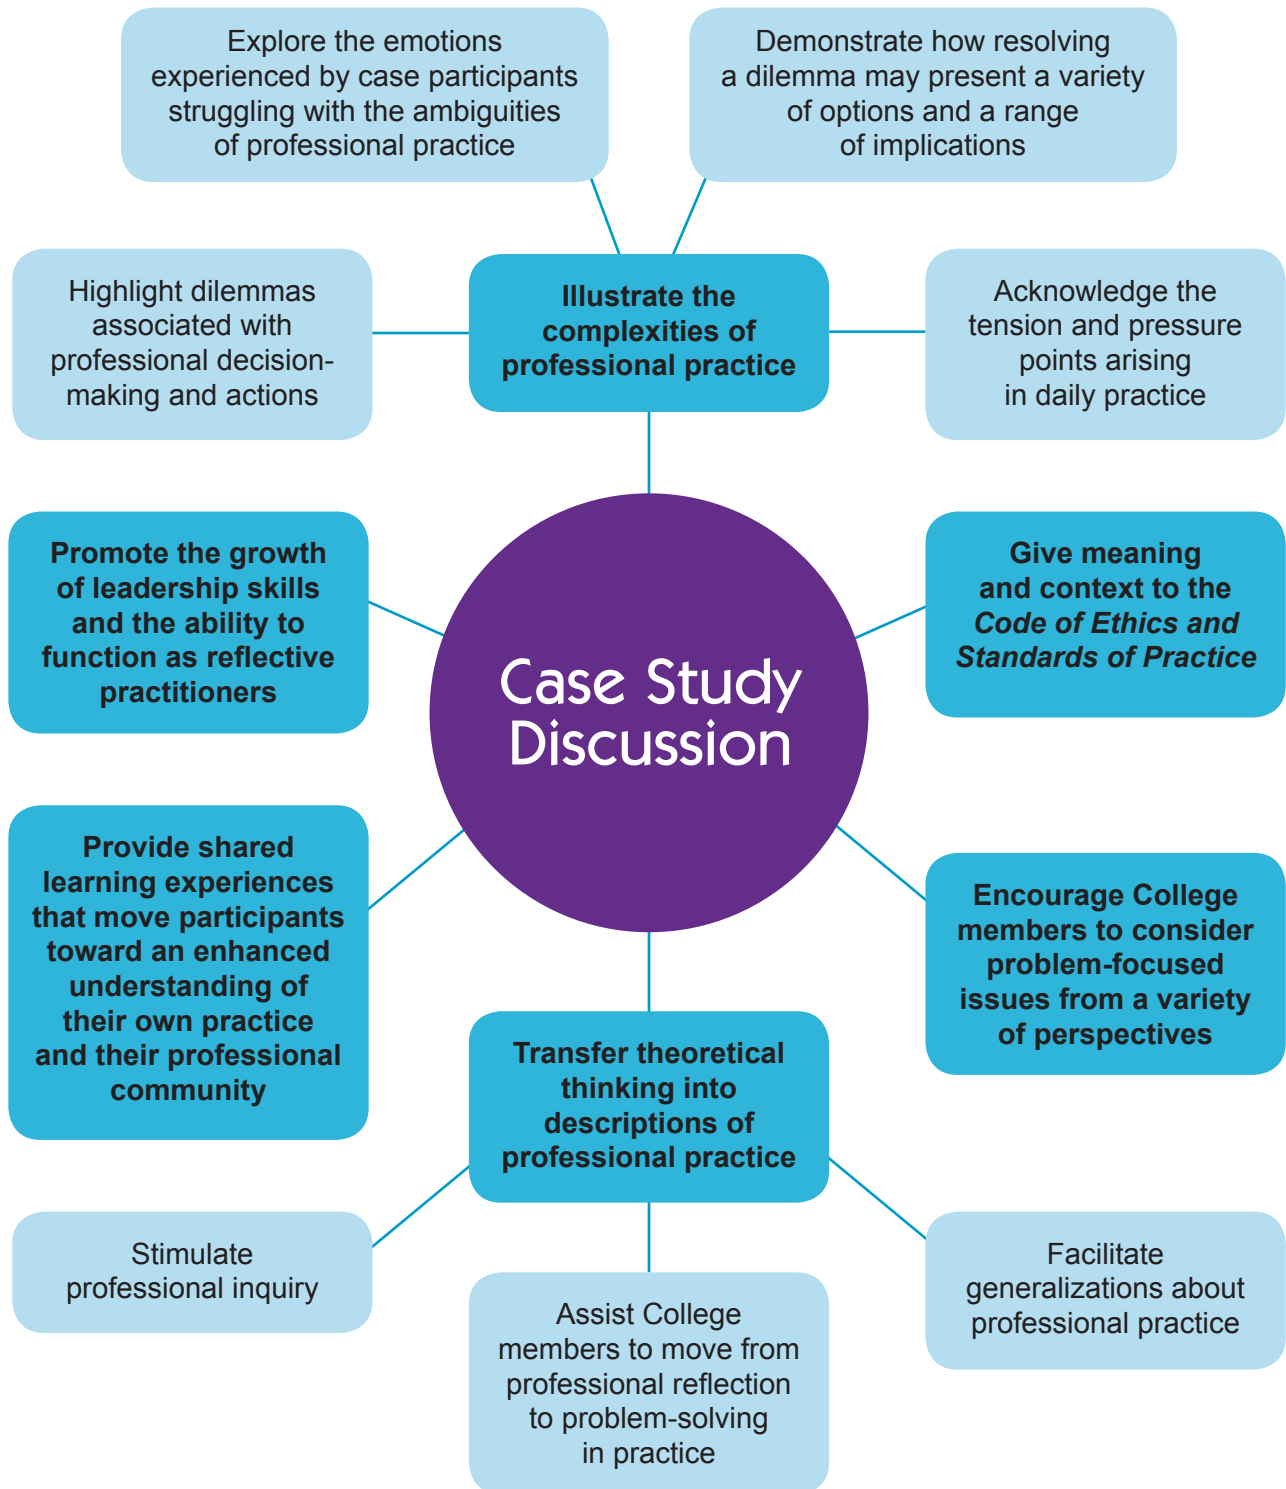 Explore the emotions
experienced by case participants
struggling with the ambiguities
of professional practice
Demonstrate how resolving
a dilemma may present a variety
of options and a range
of implications
Highlight dilemmas
associated with
professional decision-
making and actions
Illustrate the
complexities of
professional practice
Acknowledge the
tension and pressure
points arising
in daily practice
Promote the growth
of leadership skills
and the ability to
function as reflective
practitioners
Give meaning
and context to the
Code of Ethics and
Standards of Practice
Case Study
Discussion
Provide shared
learning experiences
that move participants
toward an enhanced
understanding of
their own practice
and their professional
community
Encourage College
members to consider
problem-focused
issues from a variety
of perspectives
Transfer theoretical
thinking into
descriptions of
professional practice
Stimulate
professional inquiry
Assist College
members to move from
professional reflection
to problem-solving
in practice
Facilitate
generalizations about
professional practice